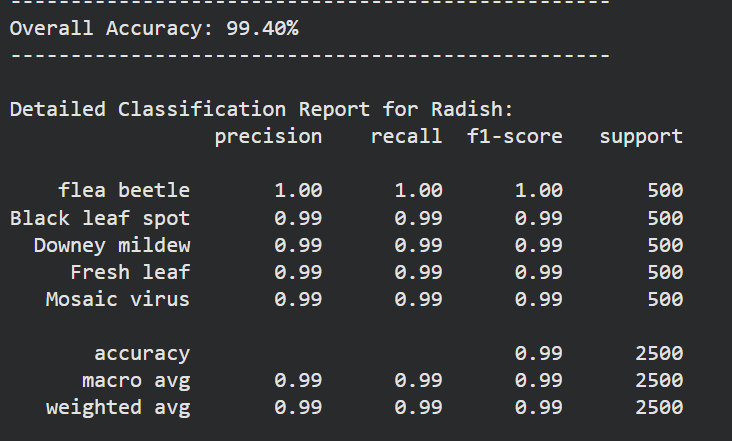 --------------------------------------------------
Overall Accuracy: 99.40%
--------------------------------------------------
Detailed Classification Report for Radish:
precision recall f1-score support
flea beetle 1.00 1.00 1.00 500
Black leaf spot 0.99 0.99 0.99 500
Downey mildew 0.99 0.99 0.99 500
Fresh leaf 0.99 0.99 0.99 500
Mosaic virus 0.99 0.99 0.99 500
accuracy 0.99 2500
macro avg 0.99 0.99 0.99 2500
weighted avg 0.99 0.99 0.99 2500